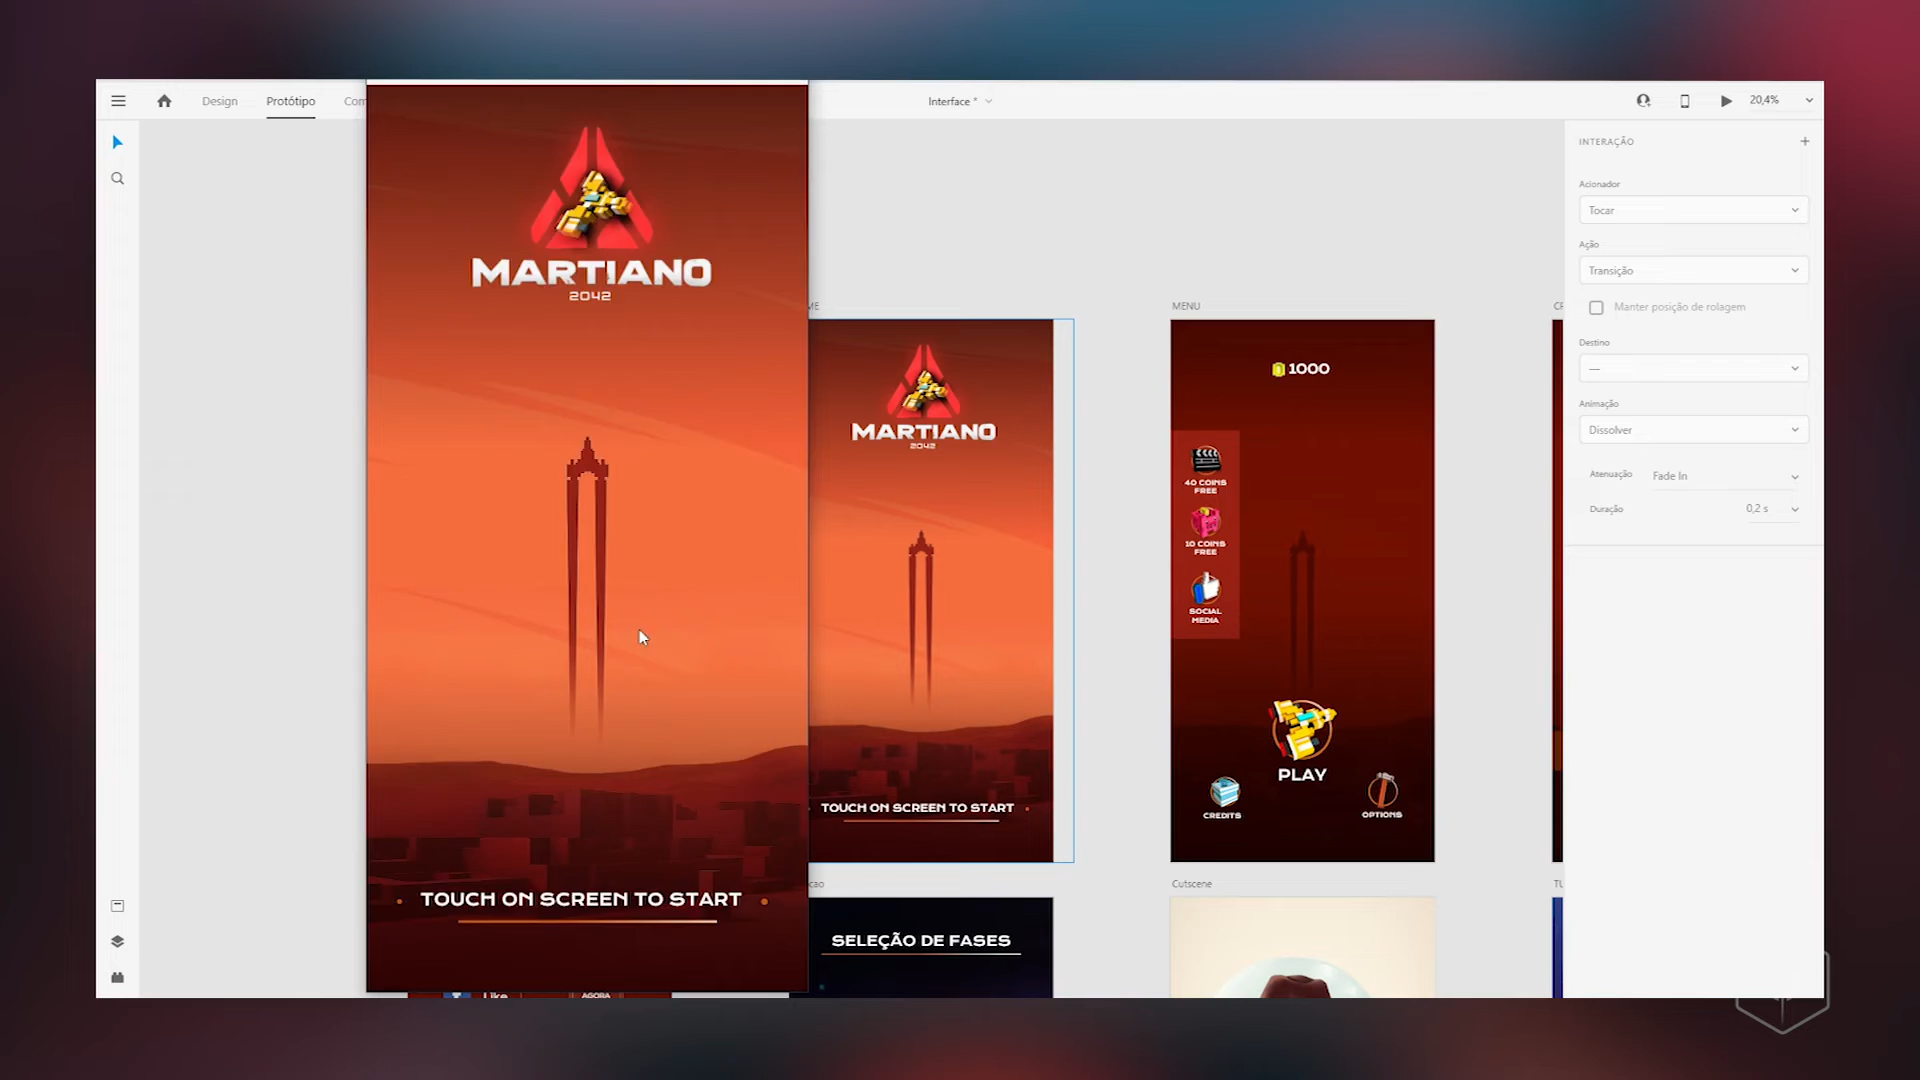 Design
Protótipo
Interface *
20,4%
MARTIANO
2042
TOUCH ON SCREEN TO START
MARTIANO
2042
TOUCH ON SCREEN TO START
MENU
1000
40 COINS
FREE
10 COINS
FREE
SOCIAL
MEDIA
PLAY
CREDITS
OPTIONS
SELEÇÃO DE FASES
Cutscene
Like
AGORA
INTERAÇÃO
Acionador
Tocar
Ação
Transição
Manter posição de rolagem
Destino
—
Animação
Dissolver
Atenuação
Fade In
Duração
0,2 s